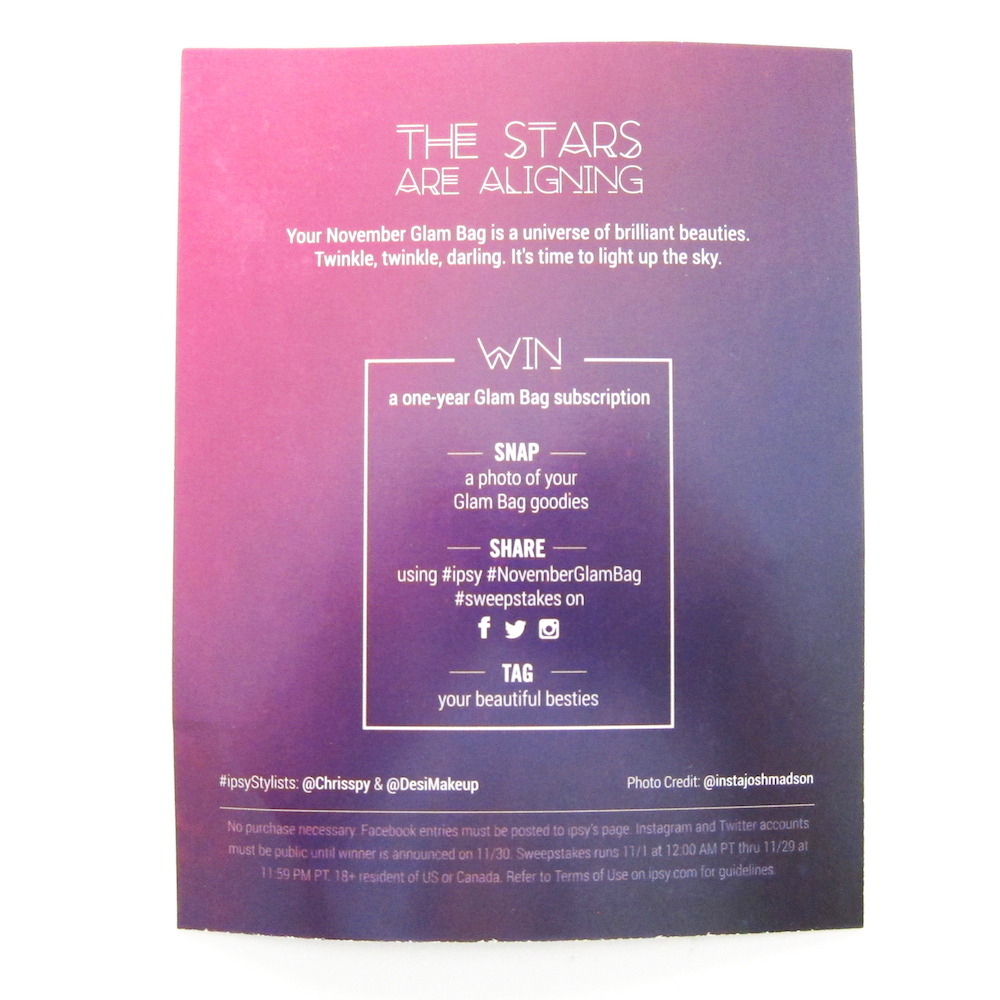 THE STARS
ARE ALIGNING
Your November Glam Bag is a universe of brilliant beauties.
Twinkle, twinkle, darling. It's time to light up the sky.
WIN
a one-year Glam Bag subscription
SNAP
a photo of your
Glam Bag goodies
SHARE
using #ipsy #NovemberGlamBag
#sweepstakes on
TAG
your beautiful besties
#ipsyStylists: @Chrisspy & @DesiMakeup
Photo Credit: @instajoshmadson
No purchase necessary. Facebook entries must be posted to ipsy's page. Instagram and Twitter accounts
must be public until winner is announced on 11/30. Sweepstakes runs 11/1 at 12:00 AM PT thru 11/29 at
11:59 PM PT. 18+ resident of US or Canada. Refer to Terms of Use on ipsy.com for guidelines.